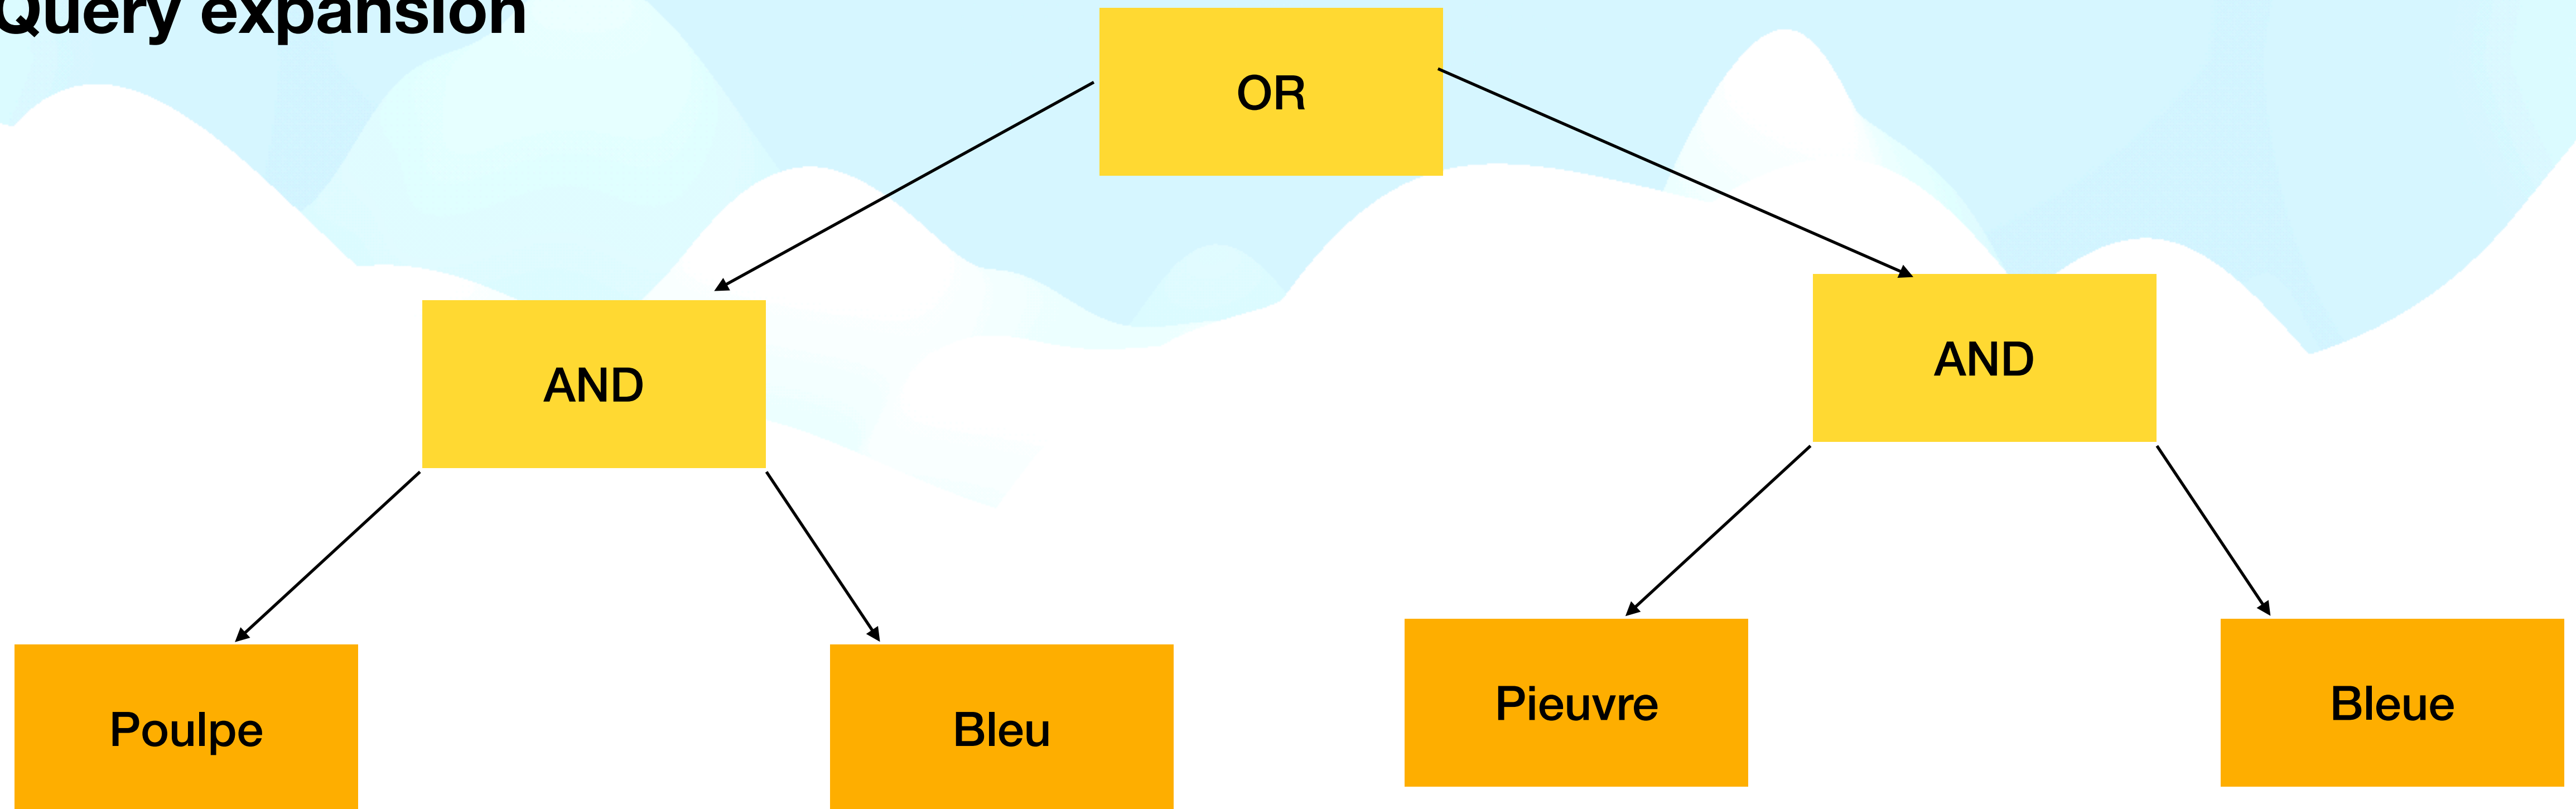 Query expansion
OR
AND
AND
Poulpe
Bleu
Pieuvre
Bleue